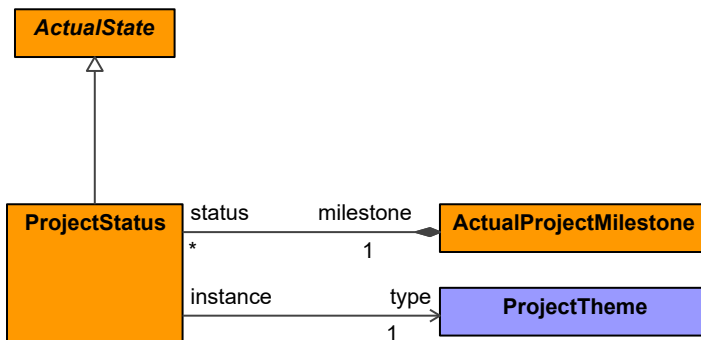 ActualState
ProjectStatus
status milestone
ActualProjectMilestone
* 1
instance type
ProjectTheme
1